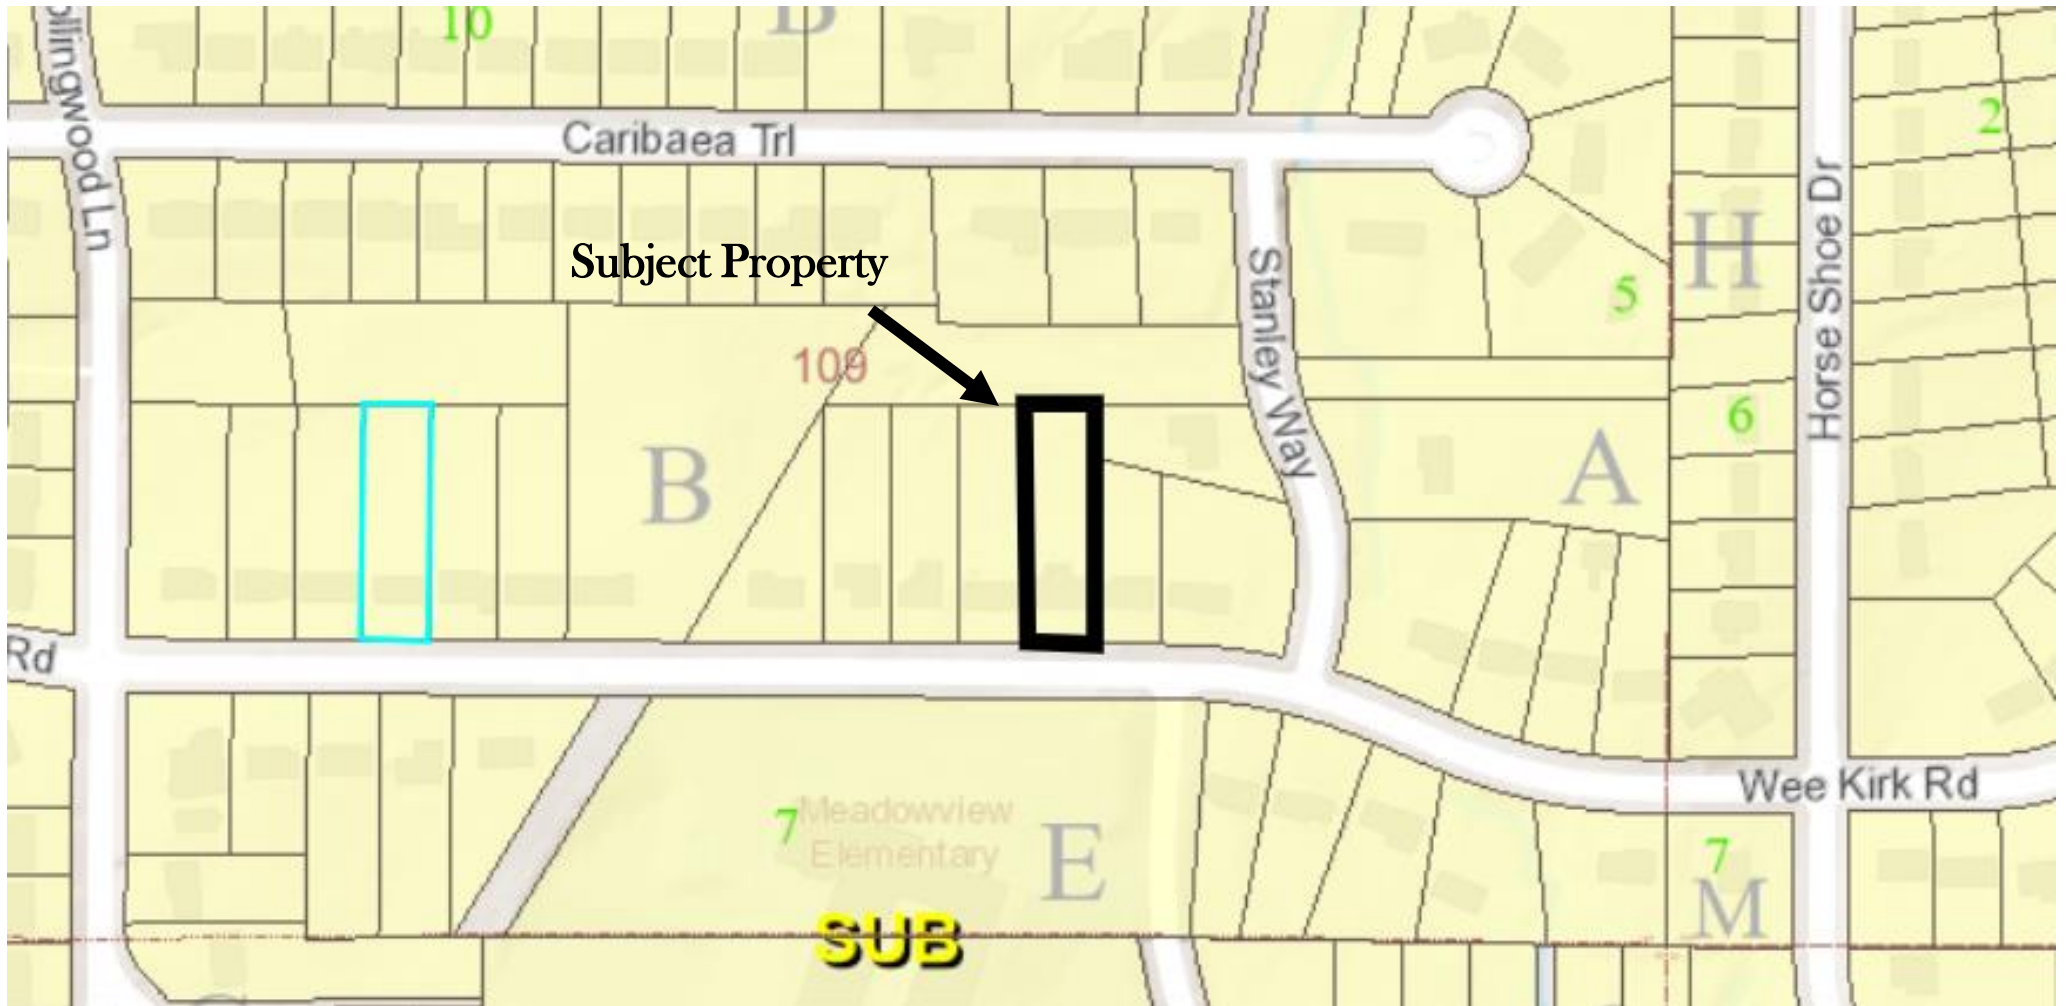 10
B
Caribaea Trl
2
ollingwood Ln
Subject Property
H
Horse Shoe Dr
5
Stanley Way
109
6
B
A
Rd
Wee Kirk Rd
7
Meadowview
Elementary
E
7
M
SUB